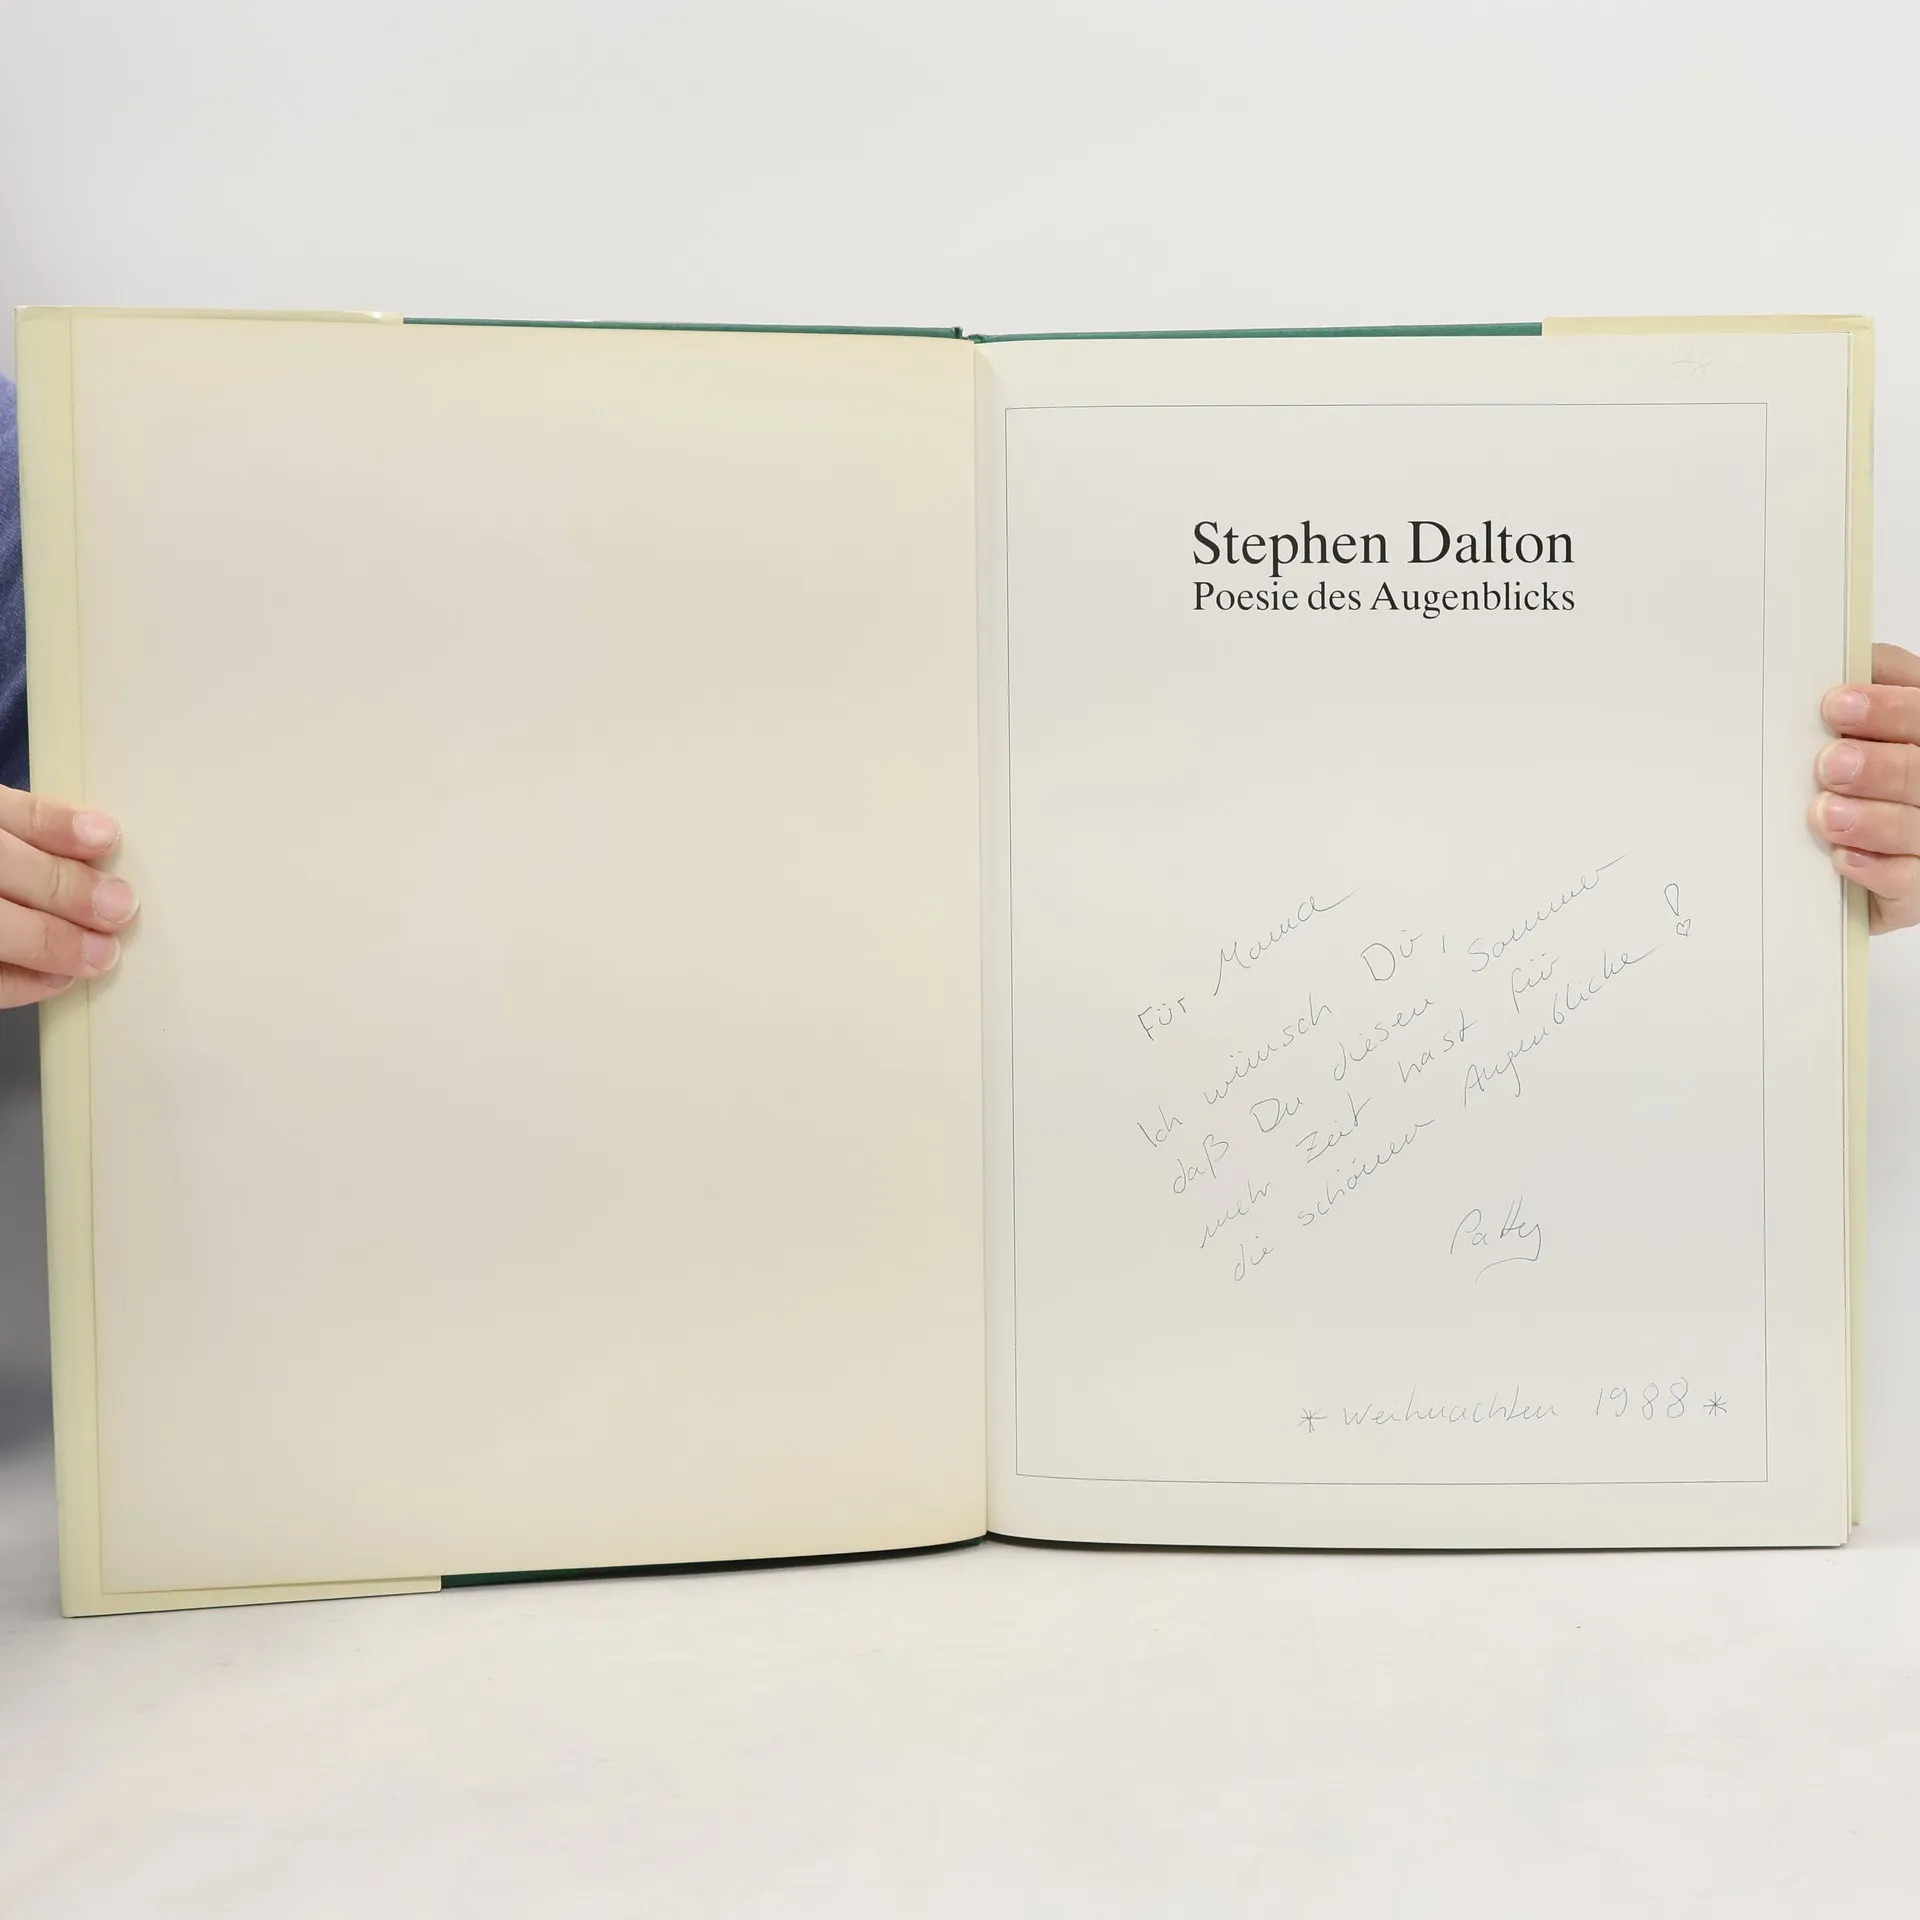 48.-
Stephen Dalton
Poesie des Augenblicks
Für Mama
Ich wünsch Dir,
daß Du diesen Sommer
mehr Zeit hast für
die schönen Augenblicke!
Patty
* Weihnachten 1988 *